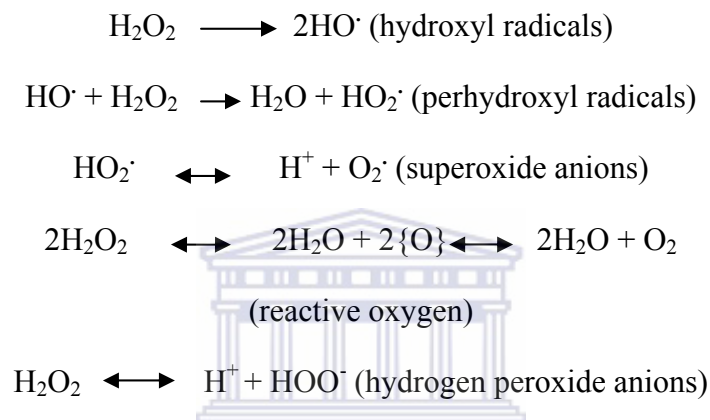 H₂O₂ ⟶ 2HO· (hydroxyl radicals)
HO· + H₂O₂ → H₂O + HO₂· (perhydroxyl radicals)
HO₂· ↔ H⁺ + O₂· (superoxide anions)
2H₂O₂ ↔ 2H₂O + 2{O} ↔ 2H₂O + O₂
(reactive oxygen)
H₂O₂ ↔ H⁺ + HOO⁻ (hydrogen peroxide anions)